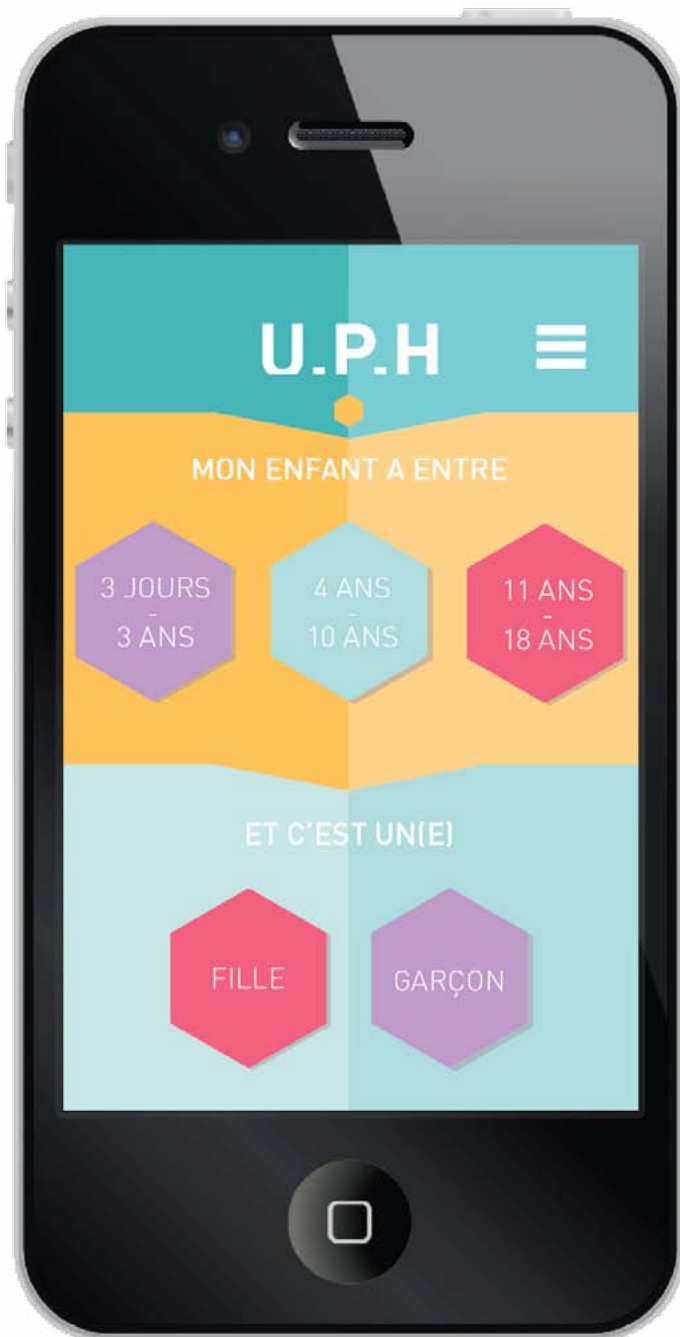 U.P.H
MON ENFANT A ENTRE
3 JOURS
-
3 ANS
4 ANS
-
10 ANS
11 ANS
-
18 ANS
ET C'EST UN(E)
FILLE
GARÇON